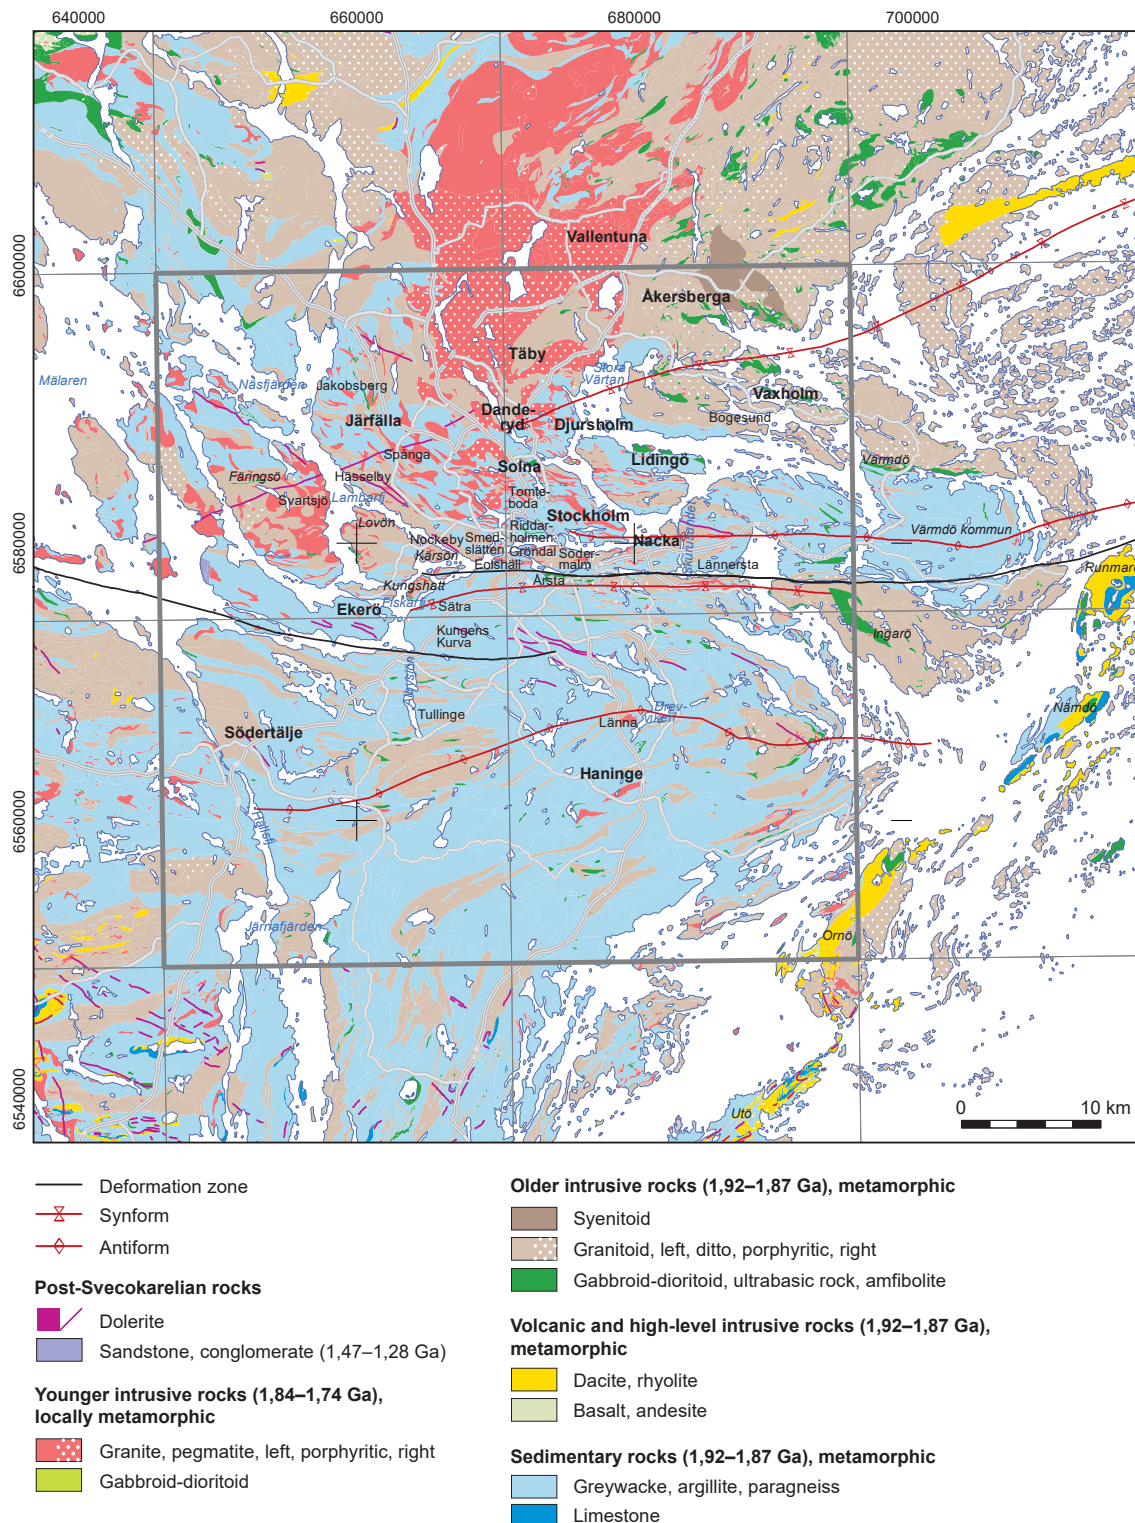 640000
660000
680000
700000
6600000
6580000
6560000
6540000
Vallentuna
Åkersberga
Täby
Mälaren
Näsfjärden
Jakobsberg
Stora
Värtan
Vaxholm
Järfälla
Dande-
ryd
Djursholm
Bogesund
Spånga
Solna
Lidingö
Värmdö
Färingsö
Hässelby
Svartsjö
Lambarfj.
Tomte-
boda
Stockholm
Lovön
Riddar-
holmen
Värmdö kommun
Nockeby
Smed-
slätten
Gröndal
Nacka
Kärsön
Eolshäll
Söder-
malm
Lännersta
Runmarö
Kungshatt
Årsta
Ekerö
Fiskarfj.
Sätra
Ingarö
Kungens
Kurva
Albysjön
Tullinge
Länna
Drev-
viken
Nämdö
Södertälje
Haninge
Hallsfj.
Järnafjärden
Ornö
Utö
0
10 km
Deformation zone
Synform
Antiform
Post-Svecokarelian rocks
Dolerite
Sandstone, conglomerate (1,47–1,28 Ga)
Younger intrusive rocks (1,84–1,74 Ga),
locally metamorphic
Granite, pegmatite, left, porphyritic, right
Gabbroid-dioritoid
Older intrusive rocks (1,92–1,87 Ga), metamorphic
Syenitoid
Granitoid, left, ditto, porphyritic, right
Gabbroid-dioritoid, ultrabasic rock, amfibolite
Volcanic and high-level intrusive rocks (1,92–1,87 Ga),
metamorphic
Dacite, rhyolite
Basalt, andesite
Sedimentary rocks (1,92–1,87 Ga), metamorphic
Greywacke, argillite, paragneiss
Limestone